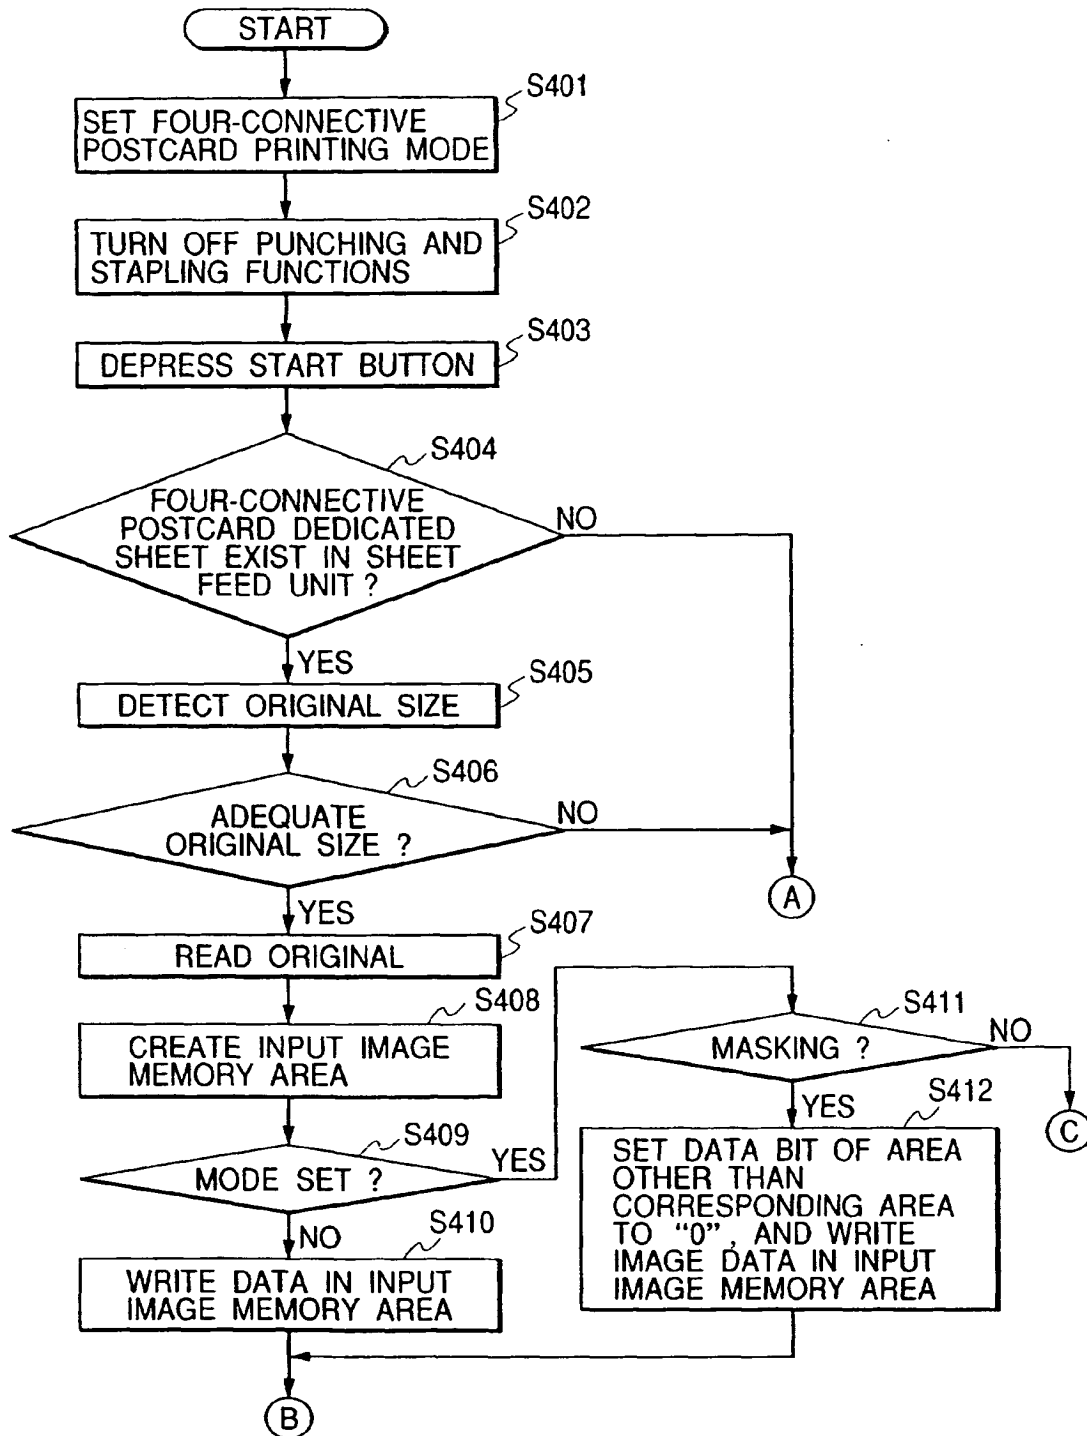 START
S401
SET FOUR-CONNECTIVE
POSTCARD PRINTING MODE
S402
TURN OFF PUNCHING AND
STAPLING FUNCTIONS
S403
DEPRESS START BUTTON
S404
FOUR-CONNECTIVE
POSTCARD DEDICATED
SHEET EXIST IN SHEET
FEED UNIT ?
NO
YES
S405
DETECT ORIGINAL SIZE
S406
ADEQUATE
ORIGINAL SIZE ?
NO
A
YES
S407
READ ORIGINAL
S408
CREATE INPUT IMAGE
MEMORY AREA
S409
MODE SET ?
YES
NO
S410
WRITE DATA IN INPUT
IMAGE MEMORY AREA
S411
MASKING ?
NO
C
YES
S412
SET DATA BIT OF AREA
OTHER THAN
CORRESPONDING AREA
TO "0", AND WRITE
IMAGE DATA IN INPUT
IMAGE MEMORY AREA
B